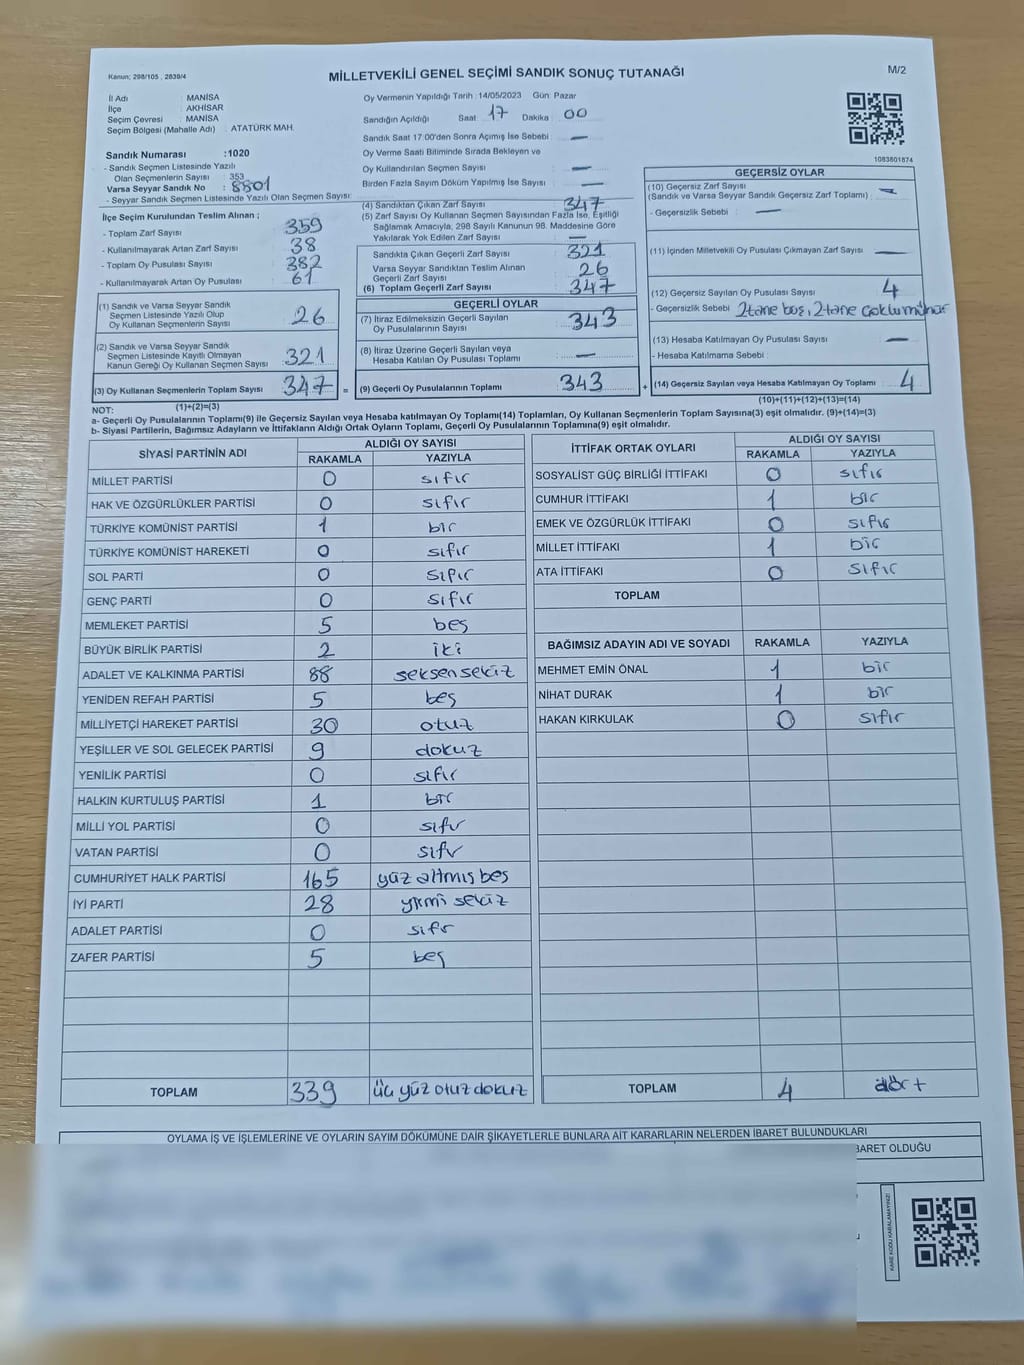 Kanun; 298/105 , 2839/4
MİLLETVEKİLİ GENEL SEÇİMİ SANDIK SONUÇ TUTANAĞI
M/2
İl Adı : MANİSA
İlçe : AKHİSAR
Seçim Çevresi : MANİSA
Seçim Bölgesi (Mahalle Adı) : ATATÜRK MAH.
Oy Vermenin Yapıldığı Tarih : 14/05/2023 Gün : Pazar
Sandığın Açıldığı Saat 17 Dakika 00
Sandık Saat 17:00'den Sonra Açımış İse Sebebi : —
Oy Verme Saati Bitiminde Sırada Bekleyen ve
Oy Kullandırılan Seçmen Sayısı : —
Birden Fazla Sayım Döküm Yapılmış İse Sayısı : —
1083601874
Sandık Numarası : 1020
- Sandık Seçmen Listesinde Yazılı
Olan Seçmenlerin Sayısı : 353
Varsa Seyyar Sandık No : 8801
- Seyyar Sandık Seçmen Listesinde Yazılı Olan Seçmen Sayısı:
İlçe Seçim Kurulundan Teslim Alınan ;
- Toplam Zarf Sayısı : 359
- Kullanılmayarak Artan Zarf Sayısı : 38
- Toplam Oy Pusulası Sayısı : 382
- Kullanılmayarak Artan Oy Pusulası : 61
(1) Sandık ve Varsa Seyyar Sandık
Seçmen Listesinde Yazılı Olup
Oy Kullanan Seçmenlerin Sayısı : 26
(2) Sandık ve Varsa Seyyar Sandık
Seçmen Listesinde Kayıtlı Olmayan
Kanun Gereği Oy Kullanan Seçmen Sayısı : 321
(3) Oy Kullanan Seçmenlerin Toplam Sayısı : 347 =
(1)+(2)=(3)
(4) Sandıktan Çıkan Zarf Sayısı : 347
(5) Zarf Sayısı Oy Kullanan Seçmen Sayısından Fazla İse, Eşitliği
Sağlamak Amacıyla, 298 Sayılı Kanunun 98. Maddesine Göre
Yakılarak Yok Edilen Zarf Sayısı : —
Sandıkta Çıkan Geçerli Zarf Sayısı : 321
Varsa Seyyar Sandıktan Teslim Alınan
Geçerli Zarf Sayısı : 26
(6) Toplam Geçerli Zarf Sayısı : 347
GEÇERLİ OYLAR
(7) İtiraz Edilmeksizin Geçerli Sayılan
Oy Pusulalarının Sayısı : 343
(8) İtiraz Üzerine Geçerli Sayılan veya
Hesaba Katılan Oy Pusulası Toplamı : —
(9) Geçerli Oy Pusulalarının Toplamı : 343 +
GEÇERSİZ OYLAR
(10) Geçersiz Zarf Sayısı
(Sandık ve Varsa Seyyar Sandık Geçersiz Zarf Toplamı) : —
- Geçersizlik Sebebi : —
(11) İçinden Milletvekili Oy Pusulası Çıkmayan Zarf Sayısı : —
(12) Geçersiz Sayılan Oy Pusulası Sayısı : 4
- Geçersizlik Sebebi : 2 tane boş, 2 tane çoklu mühür
(13) Hesaba Katılmayan Oy Pusulası Sayısı : —
- Hesaba Katılmama Sebebi :
(14) Geçersiz Sayılan veya Hesaba Katılmayan Oy Toplamı : 4
(10)+(11)+(12)+(13)=(14)
NOT:
a- Geçerli Oy Pusulalarının Toplamı(9) ile Geçersiz Sayılan veya Hesaba katılmayan Oy Toplamı(14) Toplamları, Oy Kullanan Seçmenlerin Toplam Sayısına(3) eşit olmalıdır. (9)+(14)=(3)
b- Siyasi Partilerin, Bağımsız Adayların ve İttifakların Aldığı Ortak Oyların Toplamı, Geçerli Oy Pusulalarının Toplamına(9) eşit olmalıdır.
SİYASİ PARTİNİN ADI ALDIĞI OY SAYISI
RAKAMLA YAZIYLA
MİLLET PARTİSİ 0 sıfır
HAK VE ÖZGÜRLÜKLER PARTİSİ 0 sıfır
TÜRKİYE KOMÜNİST PARTİSİ 1 bir
TÜRKİYE KOMÜNİST HAREKETİ 0 sıfır
SOL PARTİ 0 sıfır
GENÇ PARTİ 0 sıfır
MEMLEKET PARTİSİ 5 beş
BÜYÜK BİRLİK PARTİSİ 2 iki
ADALET VE KALKINMA PARTİSİ 88 seksensekiz
YENİDEN REFAH PARTİSİ 5 beş
MİLLİYETÇİ HAREKET PARTİSİ 30 otuz
YEŞİLLER VE SOL GELECEK PARTİSİ 9 dokuz
YENİLİK PARTİSİ 0 sıfır
HALKIN KURTULUŞ PARTİSİ 1 bir
MİLLİ YOL PARTİSİ 0 sıfır
VATAN PARTİSİ 0 sıfır
CUMHURİYET HALK PARTİSİ 165 yüz altmış beş
İYİ PARTİ 28 yirmi sekiz
ADALET PARTİSİ 0 sıfır
ZAFER PARTİSİ 5 beş
TOPLAM 339 üç yüz otuz dokuz
İTTİFAK ORTAK OYLARI ALDIĞI OY SAYISI
RAKAMLA YAZIYLA
SOSYALİST GÜÇ BİRLİĞİ İTTİFAKI 0 sıfır
CUMHUR İTTİFAKI 1 bir
EMEK VE ÖZGÜRLÜK İTTİFAKI 0 sıfır
MİLLET İTTİFAKI 1 bir
ATA İTTİFAKI 0 sıfır
TOPLAM
BAĞIMSIZ ADAYIN ADI VE SOYADI RAKAMLA YAZIYLA
MEHMET EMİN ÖNAL 1 bir
NİHAT DURAK 1 bir
HAKAN KIRKULAK 0 sıfır
TOPLAM 4 dört
OYLAMA İŞ VE İŞLEMLERİNE VE OYLARIN SAYIM DÖKÜMÜNE DAİR ŞİKAYETLERLE BUNLARA AİT KARARLARIN NELERDEN İBARET BULUNDUKLARI
BARET OLDUĞU
KARE KODU KARALAMAYINIZ!